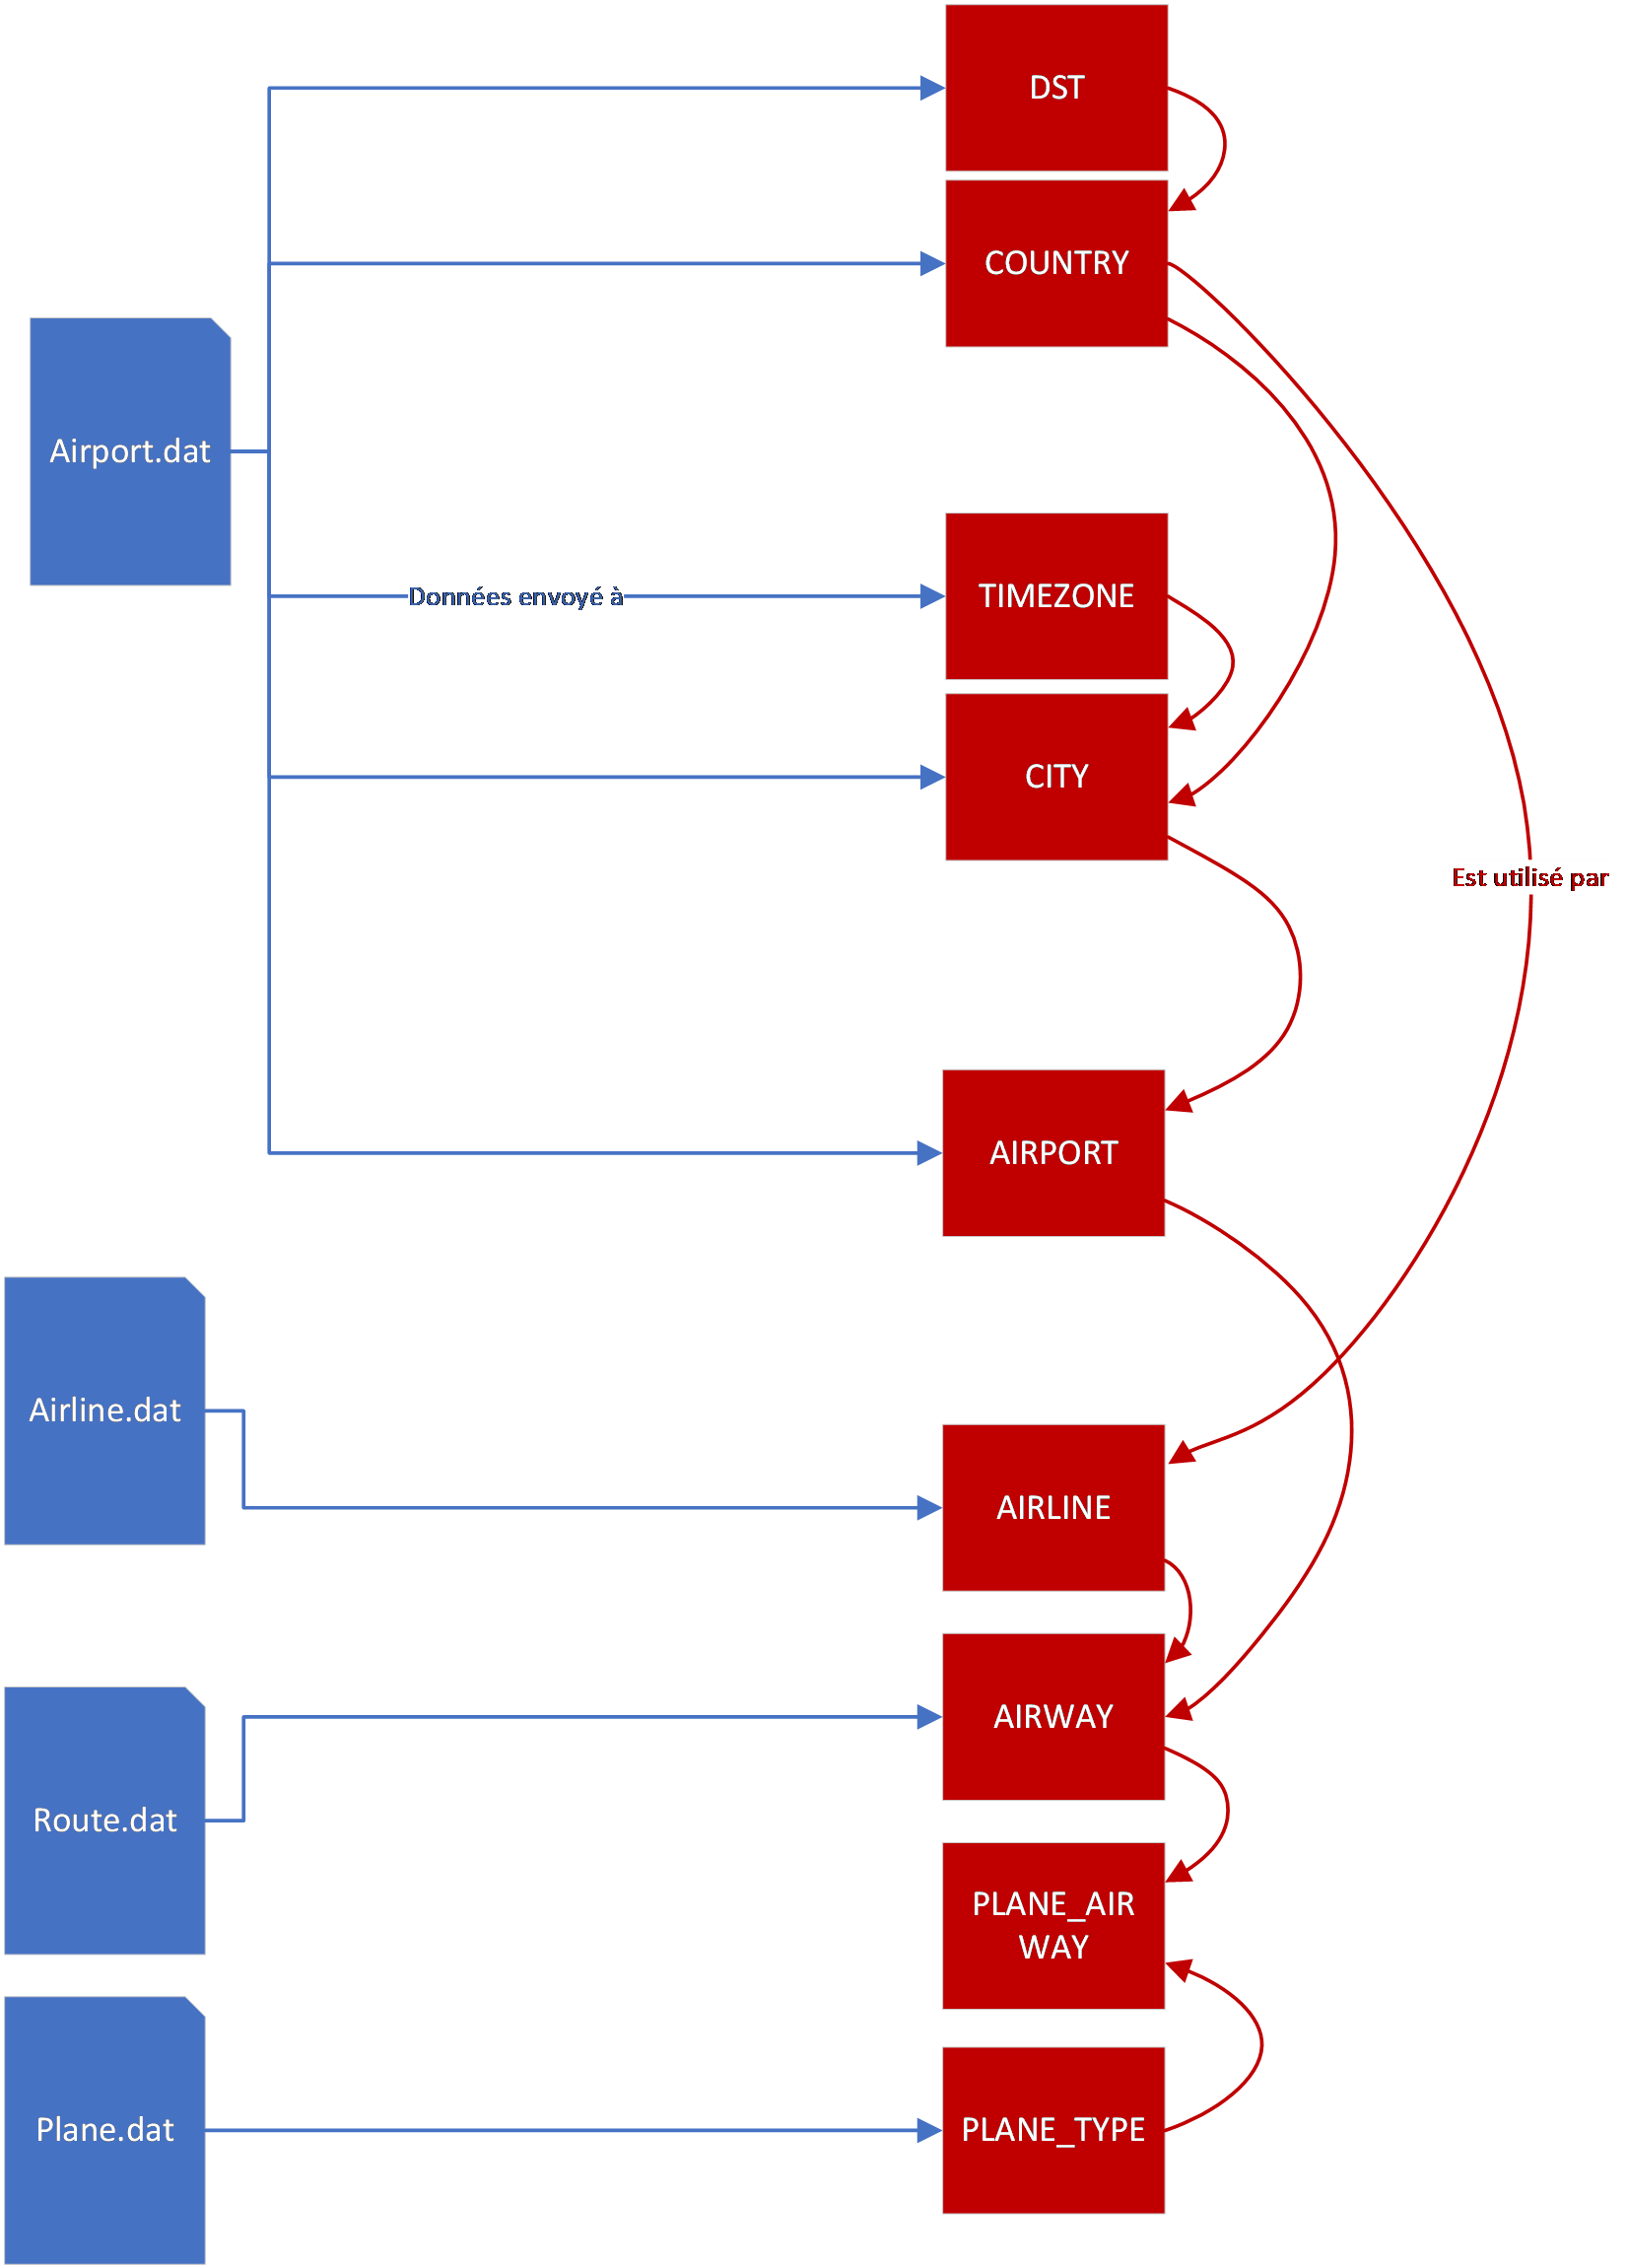 DST
COUNTRY
Airport.dat
Données envoyé à
TIMEZONE
CITY
Est utilisé par
AIRPORT
Airline.dat
AIRLINE
AIRWAY
Route.dat
PLANE_AIR
WAY
Plane.dat
PLANE_TYPE